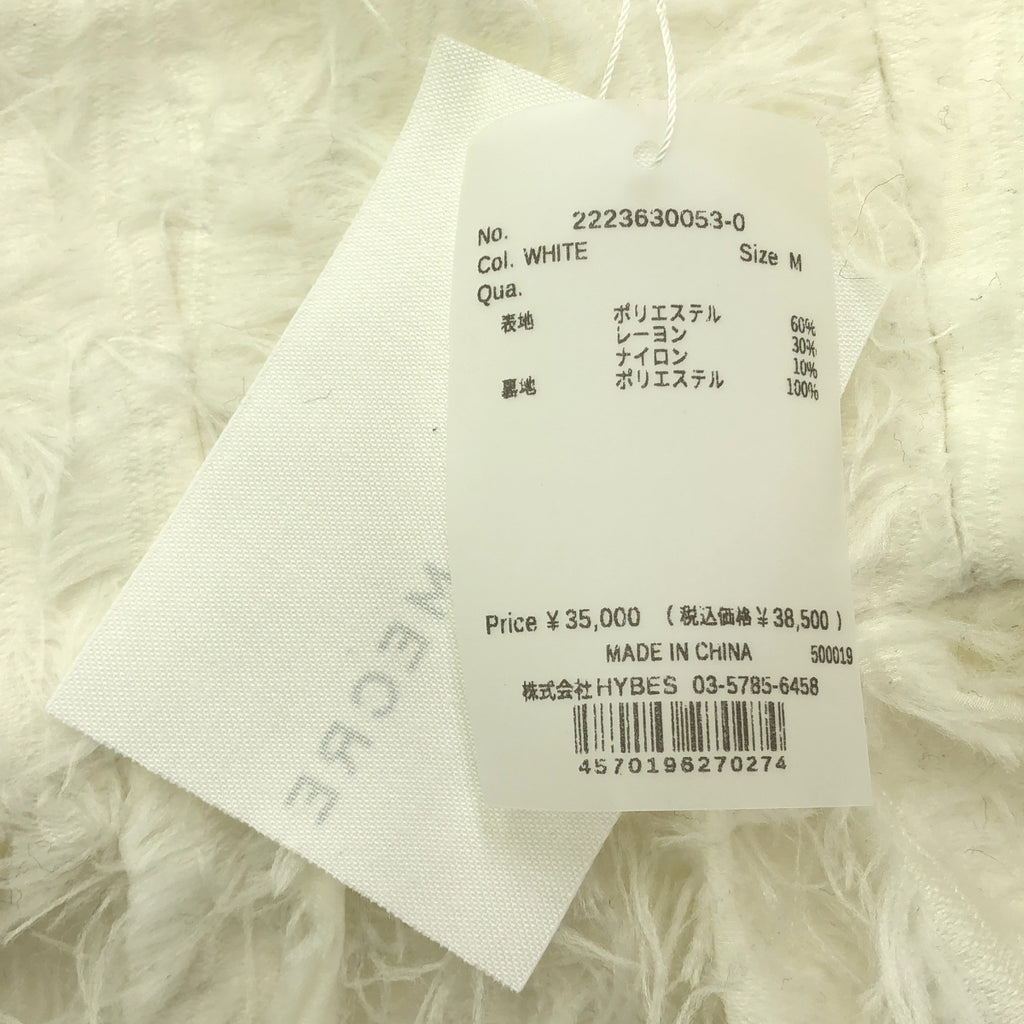 No. 2223630053-0
Col. WHITE Size M
Qua.
表地 ポリエステル 60%
レーヨン 30%
ナイロン 10%
裏地 ポリエステル 100%
Price ¥35,000 (税込価格¥38,500)
MADE IN CHINA 500019
株式会社HYBES 03-5785-6458
4570196270274
MECRE